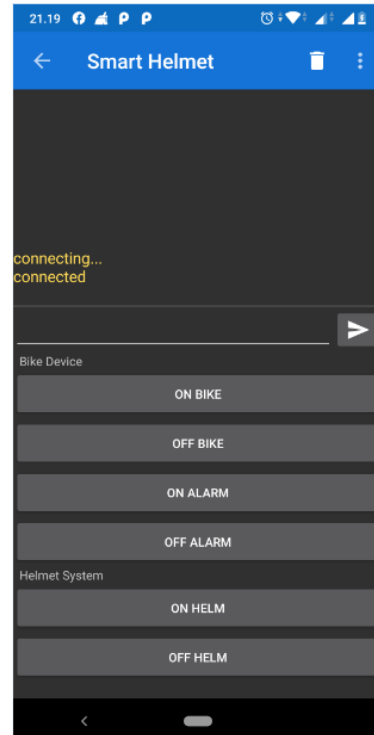 21.19
Smart Helmet
connecting...
connected
Bike Device
ON BIKE
OFF BIKE
ON ALARM
OFF ALARM
Helmet System
ON HELM
OFF HELM